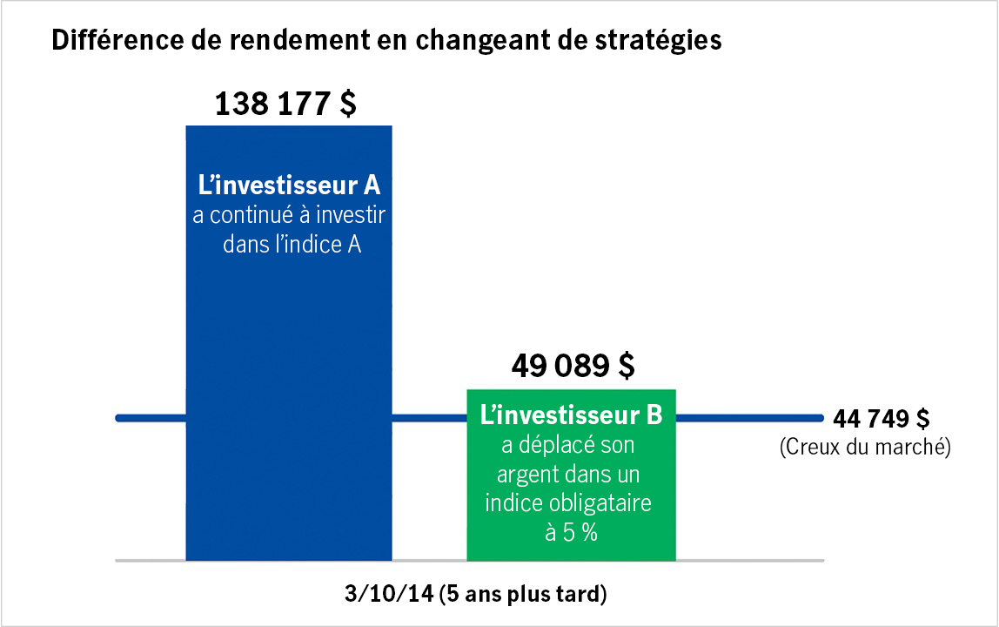 Différence de rendement en changeant de stratégies
138 177 $
L'investisseur A
a continué à investir
dans l'indice A
49 089 $
L'investisseur B
a déplacé son
argent dans un
indice obligataire
à 5 %
44 749 $
(Creux du marché)
3/10/14 (5 ans plus tard)